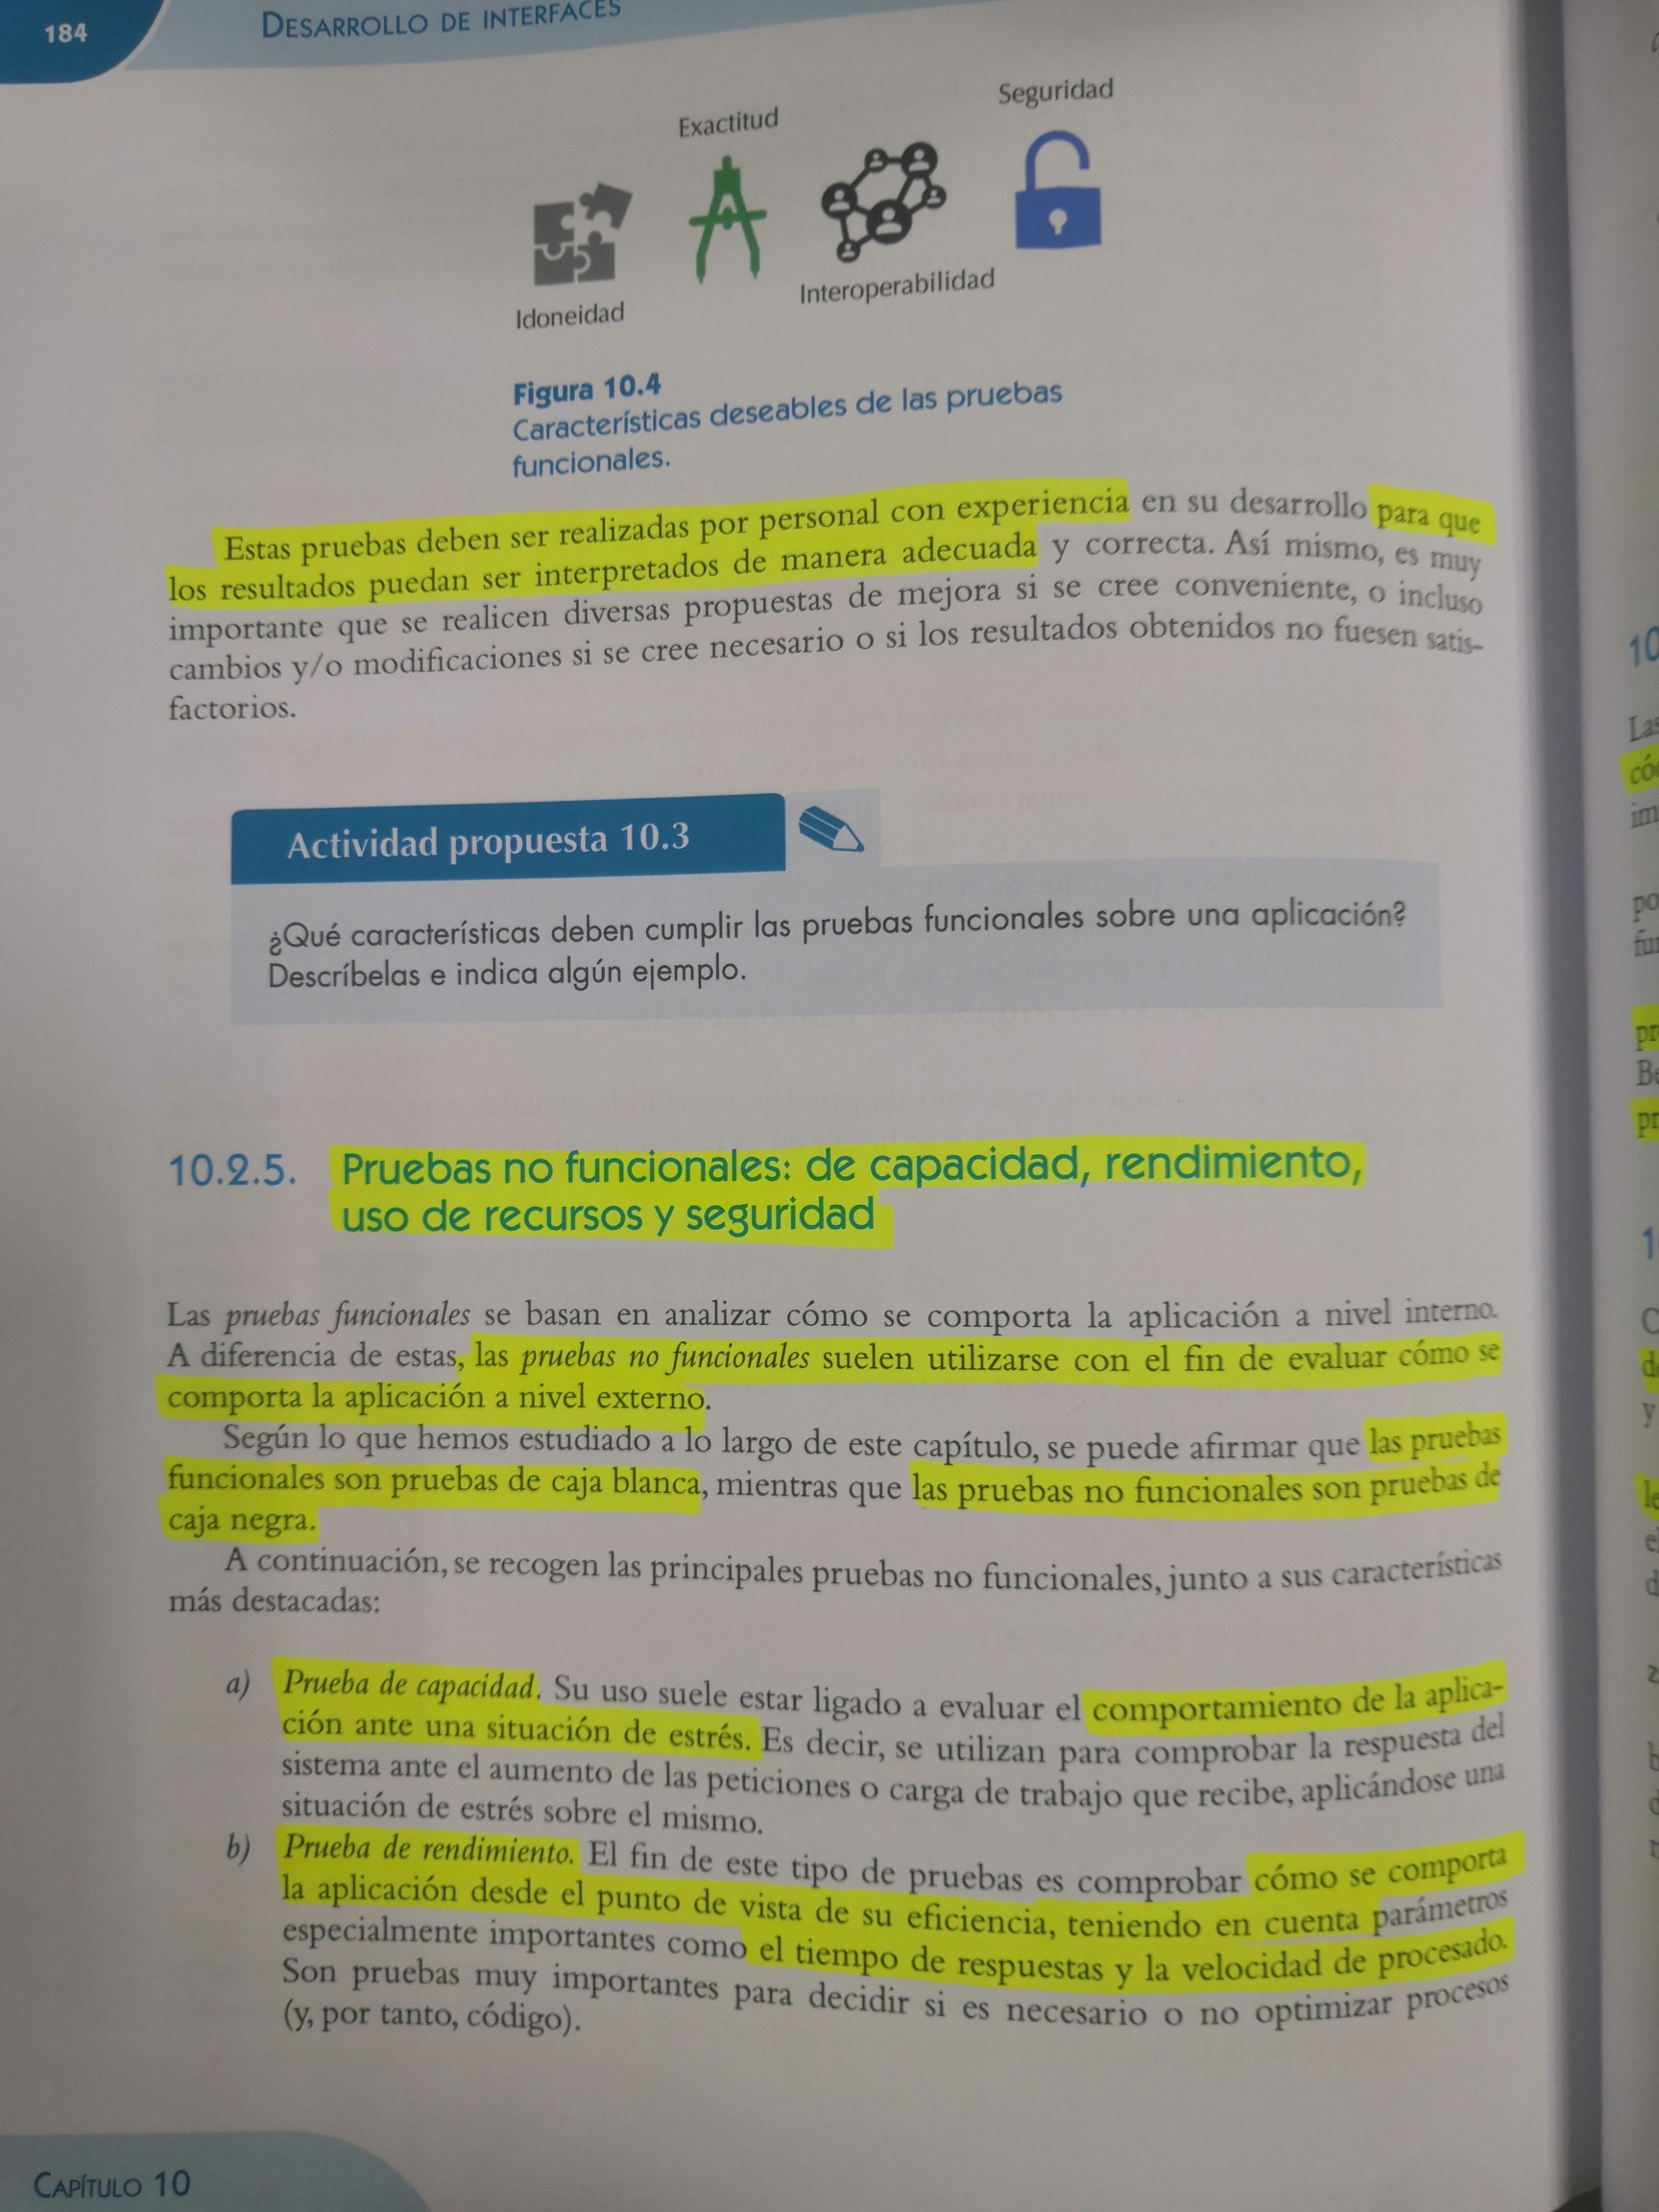 184
DESARROLLO DE INTERFACES
Seguridad
Exactitud
Interoperabilidad
Idoneidad
Figura 10.4
Características deseables de las pruebas
funcionales.
Estas pruebas deben ser realizadas por personal con experiencia en su desarrollo para que
los resultados puedan ser interpretados de manera adecuada y correcta. Así mismo, es muy
importante que se realicen diversas propuestas de mejora si se cree conveniente, o incluso
cambios y/o modificaciones si se cree necesario o si los resultados obtenidos no fuesen satis-
factorios.
Actividad propuesta 10.3
¿Qué características deben cumplir las pruebas funcionales sobre una aplicación?
Descríbelas e indica algún ejemplo.
10.2.5. Pruebas no funcionales: de capacidad, rendimiento,
uso de recursos y seguridad
Las pruebas funcionales se basan en analizar cómo se comporta la aplicación a nivel interno.
A diferencia de estas, las pruebas no funcionales suelen utilizarse con el fin de evaluar cómo se
comporta la aplicación a nivel externo.
Según lo que hemos estudiado a lo largo de este capítulo, se puede afirmar que las pruebas
funcionales son pruebas de caja blanca, mientras que las pruebas no funcionales son pruebas de
caja negra.
A continuación, se recogen las principales pruebas no funcionales, junto a sus características
más destacadas:
a) Prueba de capacidad. Su uso suele estar ligado a evaluar el comportamiento de la aplica-
ción ante una situación de estrés. Es decir, se utilizan para comprobar la respuesta del
sistema ante el aumento de las peticiones o carga de trabajo que recibe, aplicándose una
situación de estrés sobre el mismo.
b) Prueba de rendimiento. El fin de este tipo de pruebas es comprobar cómo se comporta
la aplicación desde el punto de vista de su eficiencia, teniendo en cuenta parámetros
especialmente importantes como el tiempo de respuestas y la velocidad de procesado.
Son pruebas muy importantes para decidir si es necesario o no optimizar procesos
(y, por tanto, código).
CAPÍTULO 10